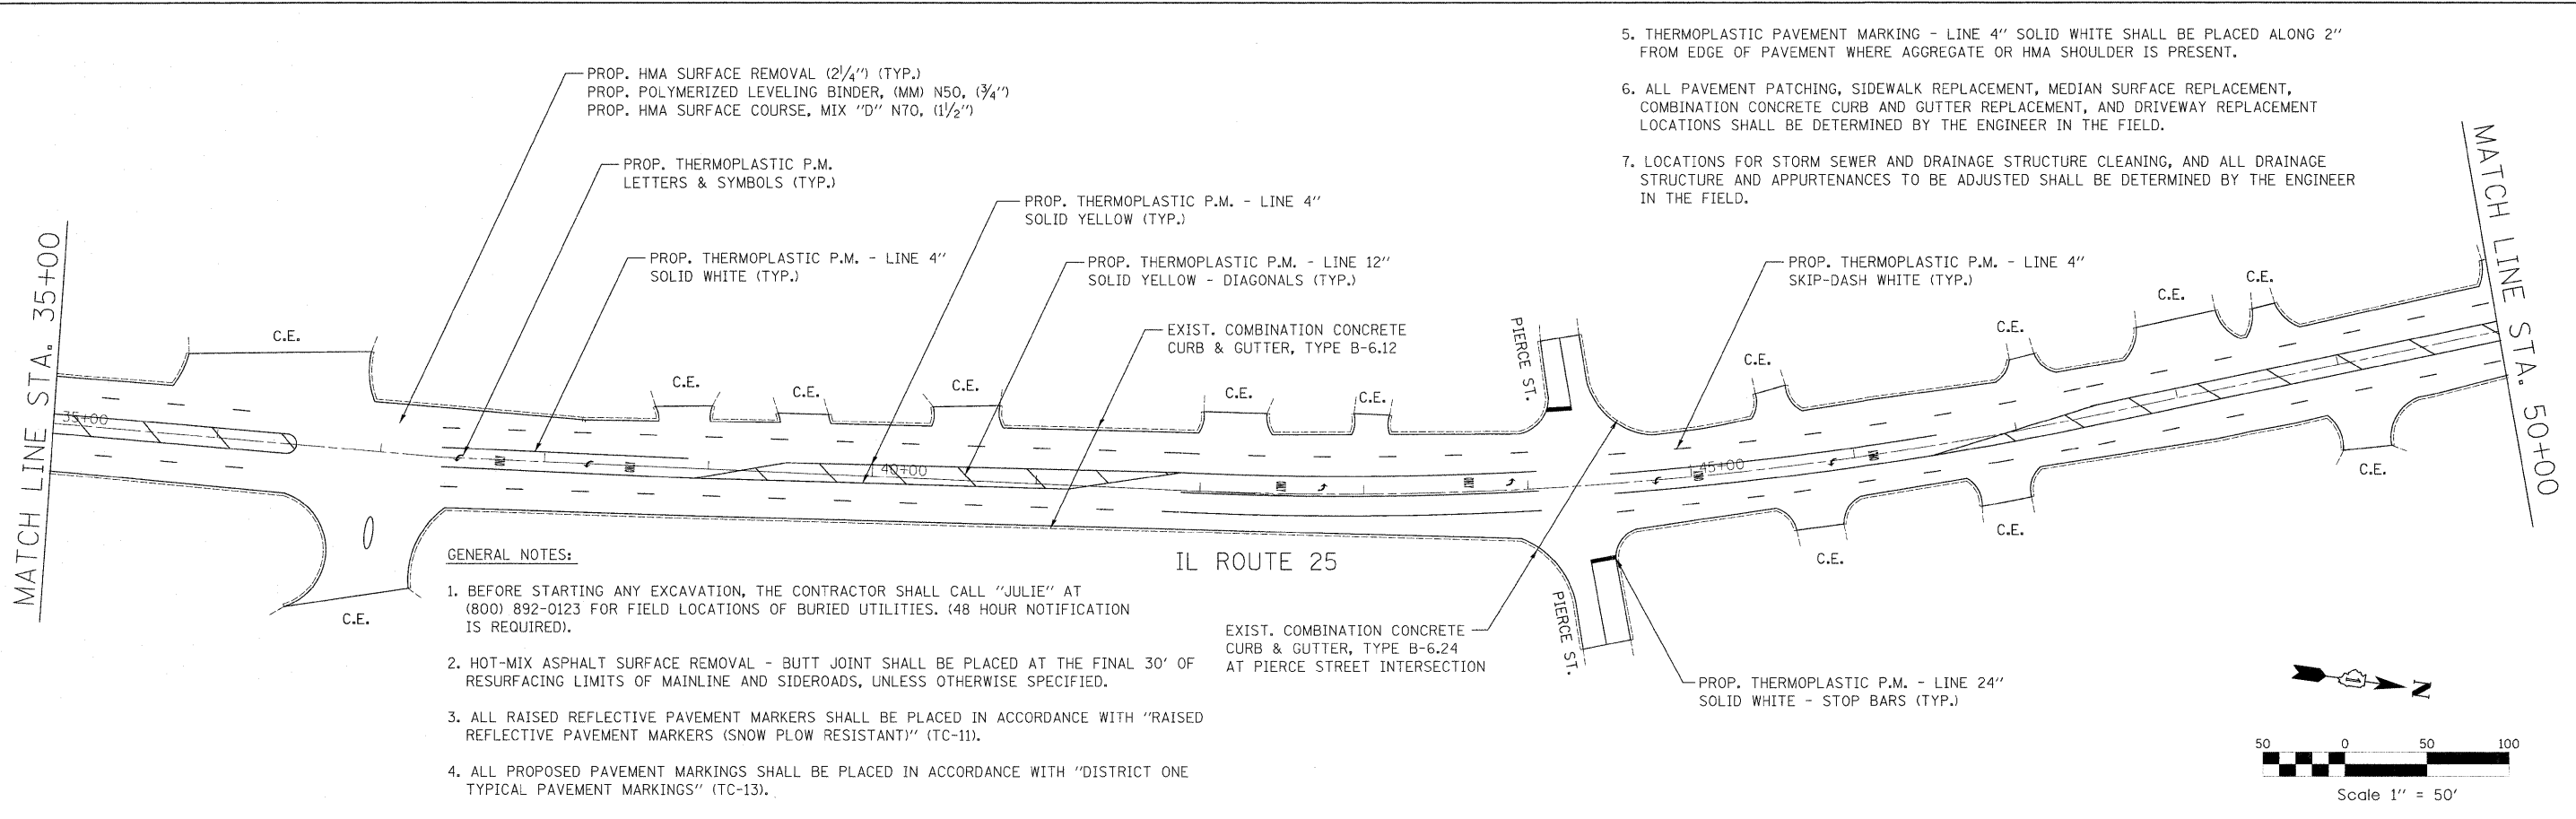 5. THERMOPLASTIC PAVEMENT MARKING - LINE 4" SOLID WHITE SHALL BE PLACED ALONG 2"
FROM EDGE OF PAVEMENT WHERE AGGREGATE OR HMA SHOULDER IS PRESENT.
6. ALL PAVEMENT PATCHING, SIDEWALK REPLACEMENT, MEDIAN SURFACE REPLACEMENT,
COMBINATION CONCRETE CURB AND GUTTER REPLACEMENT, AND DRIVEWAY REPLACEMENT
LOCATIONS SHALL BE DETERMINED BY THE ENGINEER IN THE FIELD.
7. LOCATIONS FOR STORM SEWER AND DRAINAGE STRUCTURE CLEANING, AND ALL DRAINAGE
STRUCTURE AND APPURTENANCES TO BE ADJUSTED SHALL BE DETERMINED BY THE ENGINEER
IN THE FIELD.
PROP. HMA SURFACE REMOVAL (2 1/4") (TYP.)
PROP. POLYMERIZED LEVELING BINDER, (MM) N50, (3/4")
PROP. HMA SURFACE COURSE, MIX "D" N70, (1 1/2")
PROP. THERMOPLASTIC P.M.
LETTERS & SYMBOLS (TYP.)
PROP. THERMOPLASTIC P.M. - LINE 4"
SOLID YELLOW (TYP.)
PROP. THERMOPLASTIC P.M. - LINE 4"
SOLID WHITE (TYP.)
PROP. THERMOPLASTIC P.M. - LINE 12"
SOLID YELLOW - DIAGONALS (TYP.)
PROP. THERMOPLASTIC P.M. - LINE 4"
SKIP-DASH WHITE (TYP.)
EXIST. COMBINATION CONCRETE
CURB & GUTTER, TYPE B-6.12
MATCH LINE STA. 35+00
MATCH LINE STA. 50+00
C.E.
C.E.
C.E.
C.E.
C.E.
C.E.
C.E.
C.E.
C.E.
C.E.
PIERCE ST.
35+00
40+00
45+00
ONLY
ONLY
ONLY
ONLY
ONLY
ONLY
C.E.
C.E.
C.E.
C.E.
IL ROUTE 25
PIERCE ST.
GENERAL NOTES:
1. BEFORE STARTING ANY EXCAVATION, THE CONTRACTOR SHALL CALL "JULIE" AT
(800) 892-0123 FOR FIELD LOCATIONS OF BURIED UTILITIES. (48 HOUR NOTIFICATION
IS REQUIRED).
2. HOT-MIX ASPHALT SURFACE REMOVAL - BUTT JOINT SHALL BE PLACED AT THE FINAL 30' OF
RESURFACING LIMITS OF MAINLINE AND SIDEROADS, UNLESS OTHERWISE SPECIFIED.
3. ALL RAISED REFLECTIVE PAVEMENT MARKERS SHALL BE PLACED IN ACCORDANCE WITH "RAISED
REFLECTIVE PAVEMENT MARKERS (SNOW PLOW RESISTANT)" (TC-11).
4. ALL PROPOSED PAVEMENT MARKINGS SHALL BE PLACED IN ACCORDANCE WITH "DISTRICT ONE
TYPICAL PAVEMENT MARKINGS" (TC-13).
EXIST. COMBINATION CONCRETE
CURB & GUTTER, TYPE B-6.24
AT PIERCE STREET INTERSECTION
PROP. THERMOPLASTIC P.M. - LINE 24"
SOLID WHITE - STOP BARS (TYP.)
N
50 0 50 100
Scale 1" = 50'